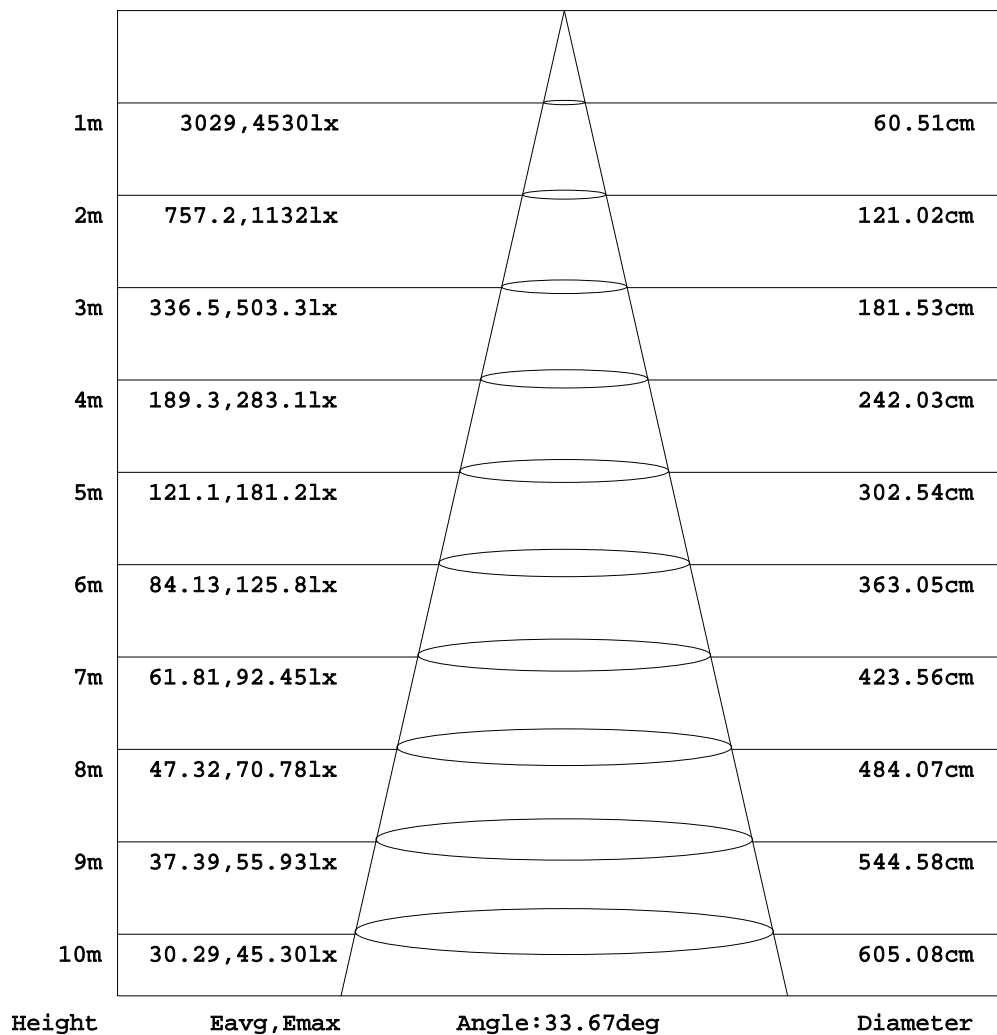 1m 3029,4530lx 60.51cm
2m 757.2,1132lx 121.02cm
3m 336.5,503.3lx 181.53cm
4m 189.3,283.1lx 242.03cm
5m 121.1,181.2lx 302.54cm
6m 84.13,125.8lx 363.05cm
7m 61.81,92.45lx 423.56cm
8m 47.32,70.78lx 484.07cm
9m 37.39,55.93lx 544.58cm
10m 30.29,45.30lx 605.08cm
Height Eavg,Emax Angle:33.67deg Diameter